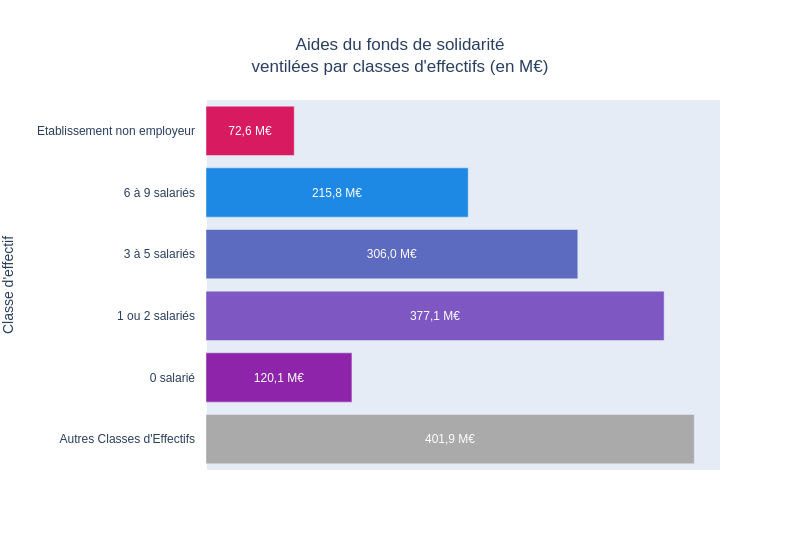 Aides du fonds de solidarité
ventilées par classes d'effectifs (en M€)
Classe d'effectif
Etablissement non employeur
72,6 M€
6 à 9 salariés
215,8 M€
3 à 5 salariés
306,0 M€
1 ou 2 salariés
377,1 M€
0 salarié
120,1 M€
Autres Classes d'Effectifs
401,9 M€